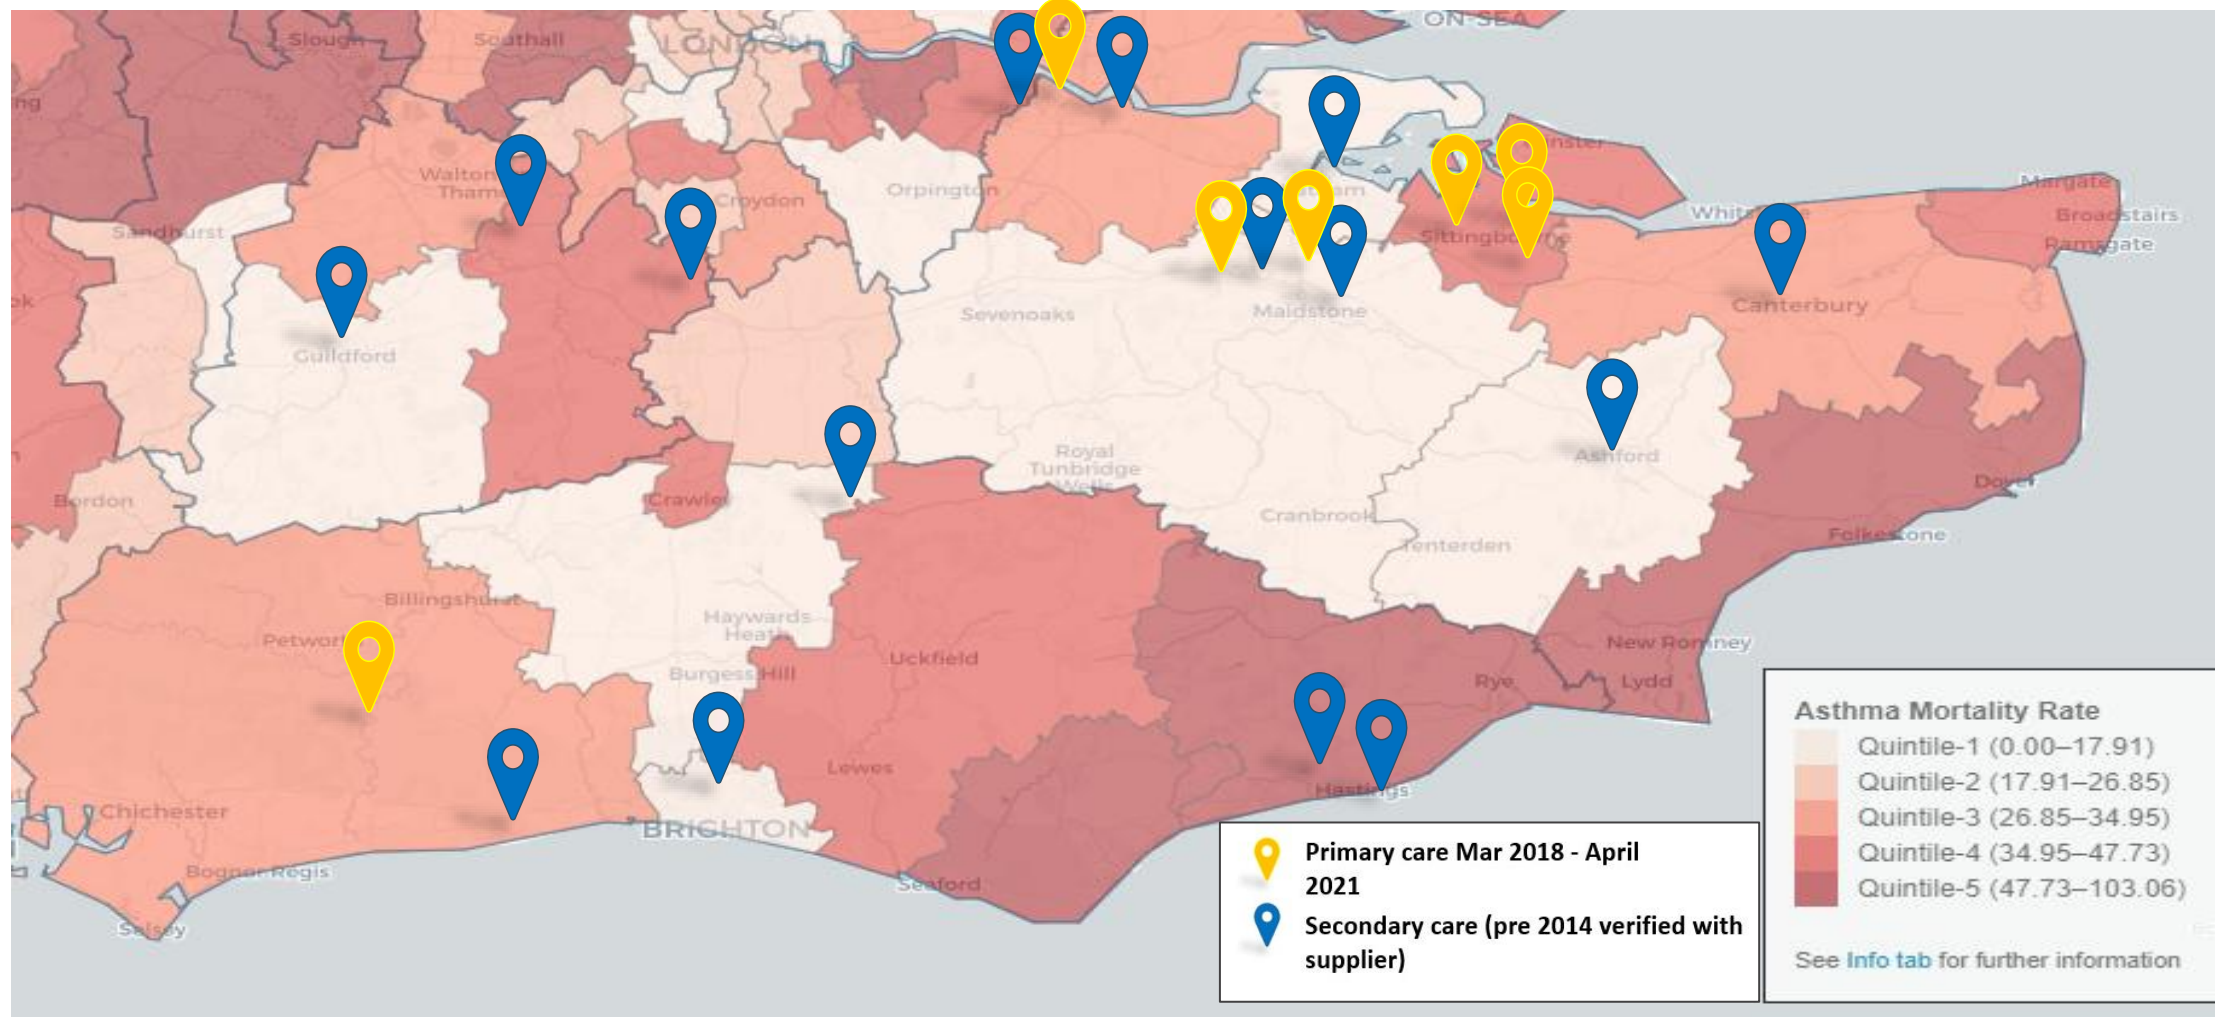 ON-SEA
Slough
Southall
LONDON
Walton
Thames
Croydon
Orpington
Sandhurst
Sittingbourne
Margate
Broadstairs
Ramsgate
Canterbury
Sevenoaks
Maidstone
Guildford
Royal
Tunbridge
Wells
Ashford
Bordon
Crawley
Dover
Cranbrook
Tenterden
Folkestone
Billingshurst
Haywards
Heath
Petwor
Uckfield
New Romney
Burgess Hill
Rye
Lydd
Lewes
Hastings
Chichester
BRIGHTON
Bognor Regis
Seaford
Selsey
Primary care Mar 2018 - April
2021
Secondary care (pre 2014 verified with
supplier)
Asthma Mortality Rate
Quintile-1 (0.00–17.91)
Quintile-2 (17.91–26.85)
Quintile-3 (26.85–34.95)
Quintile-4 (34.95–47.73)
Quintile-5 (47.73–103.06)
See Info tab for further information